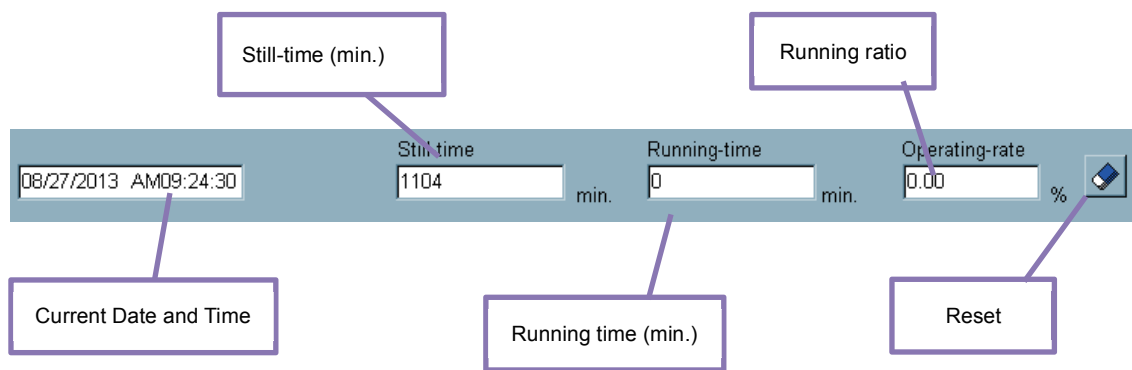 Still-time (min.)
Running ratio
Still-time
Running-time
Operating-rate
08/27/2013 AM09:24:30
1104
min.
0
min.
0.00
%
Current Date and Time
Running time (min.)
Reset